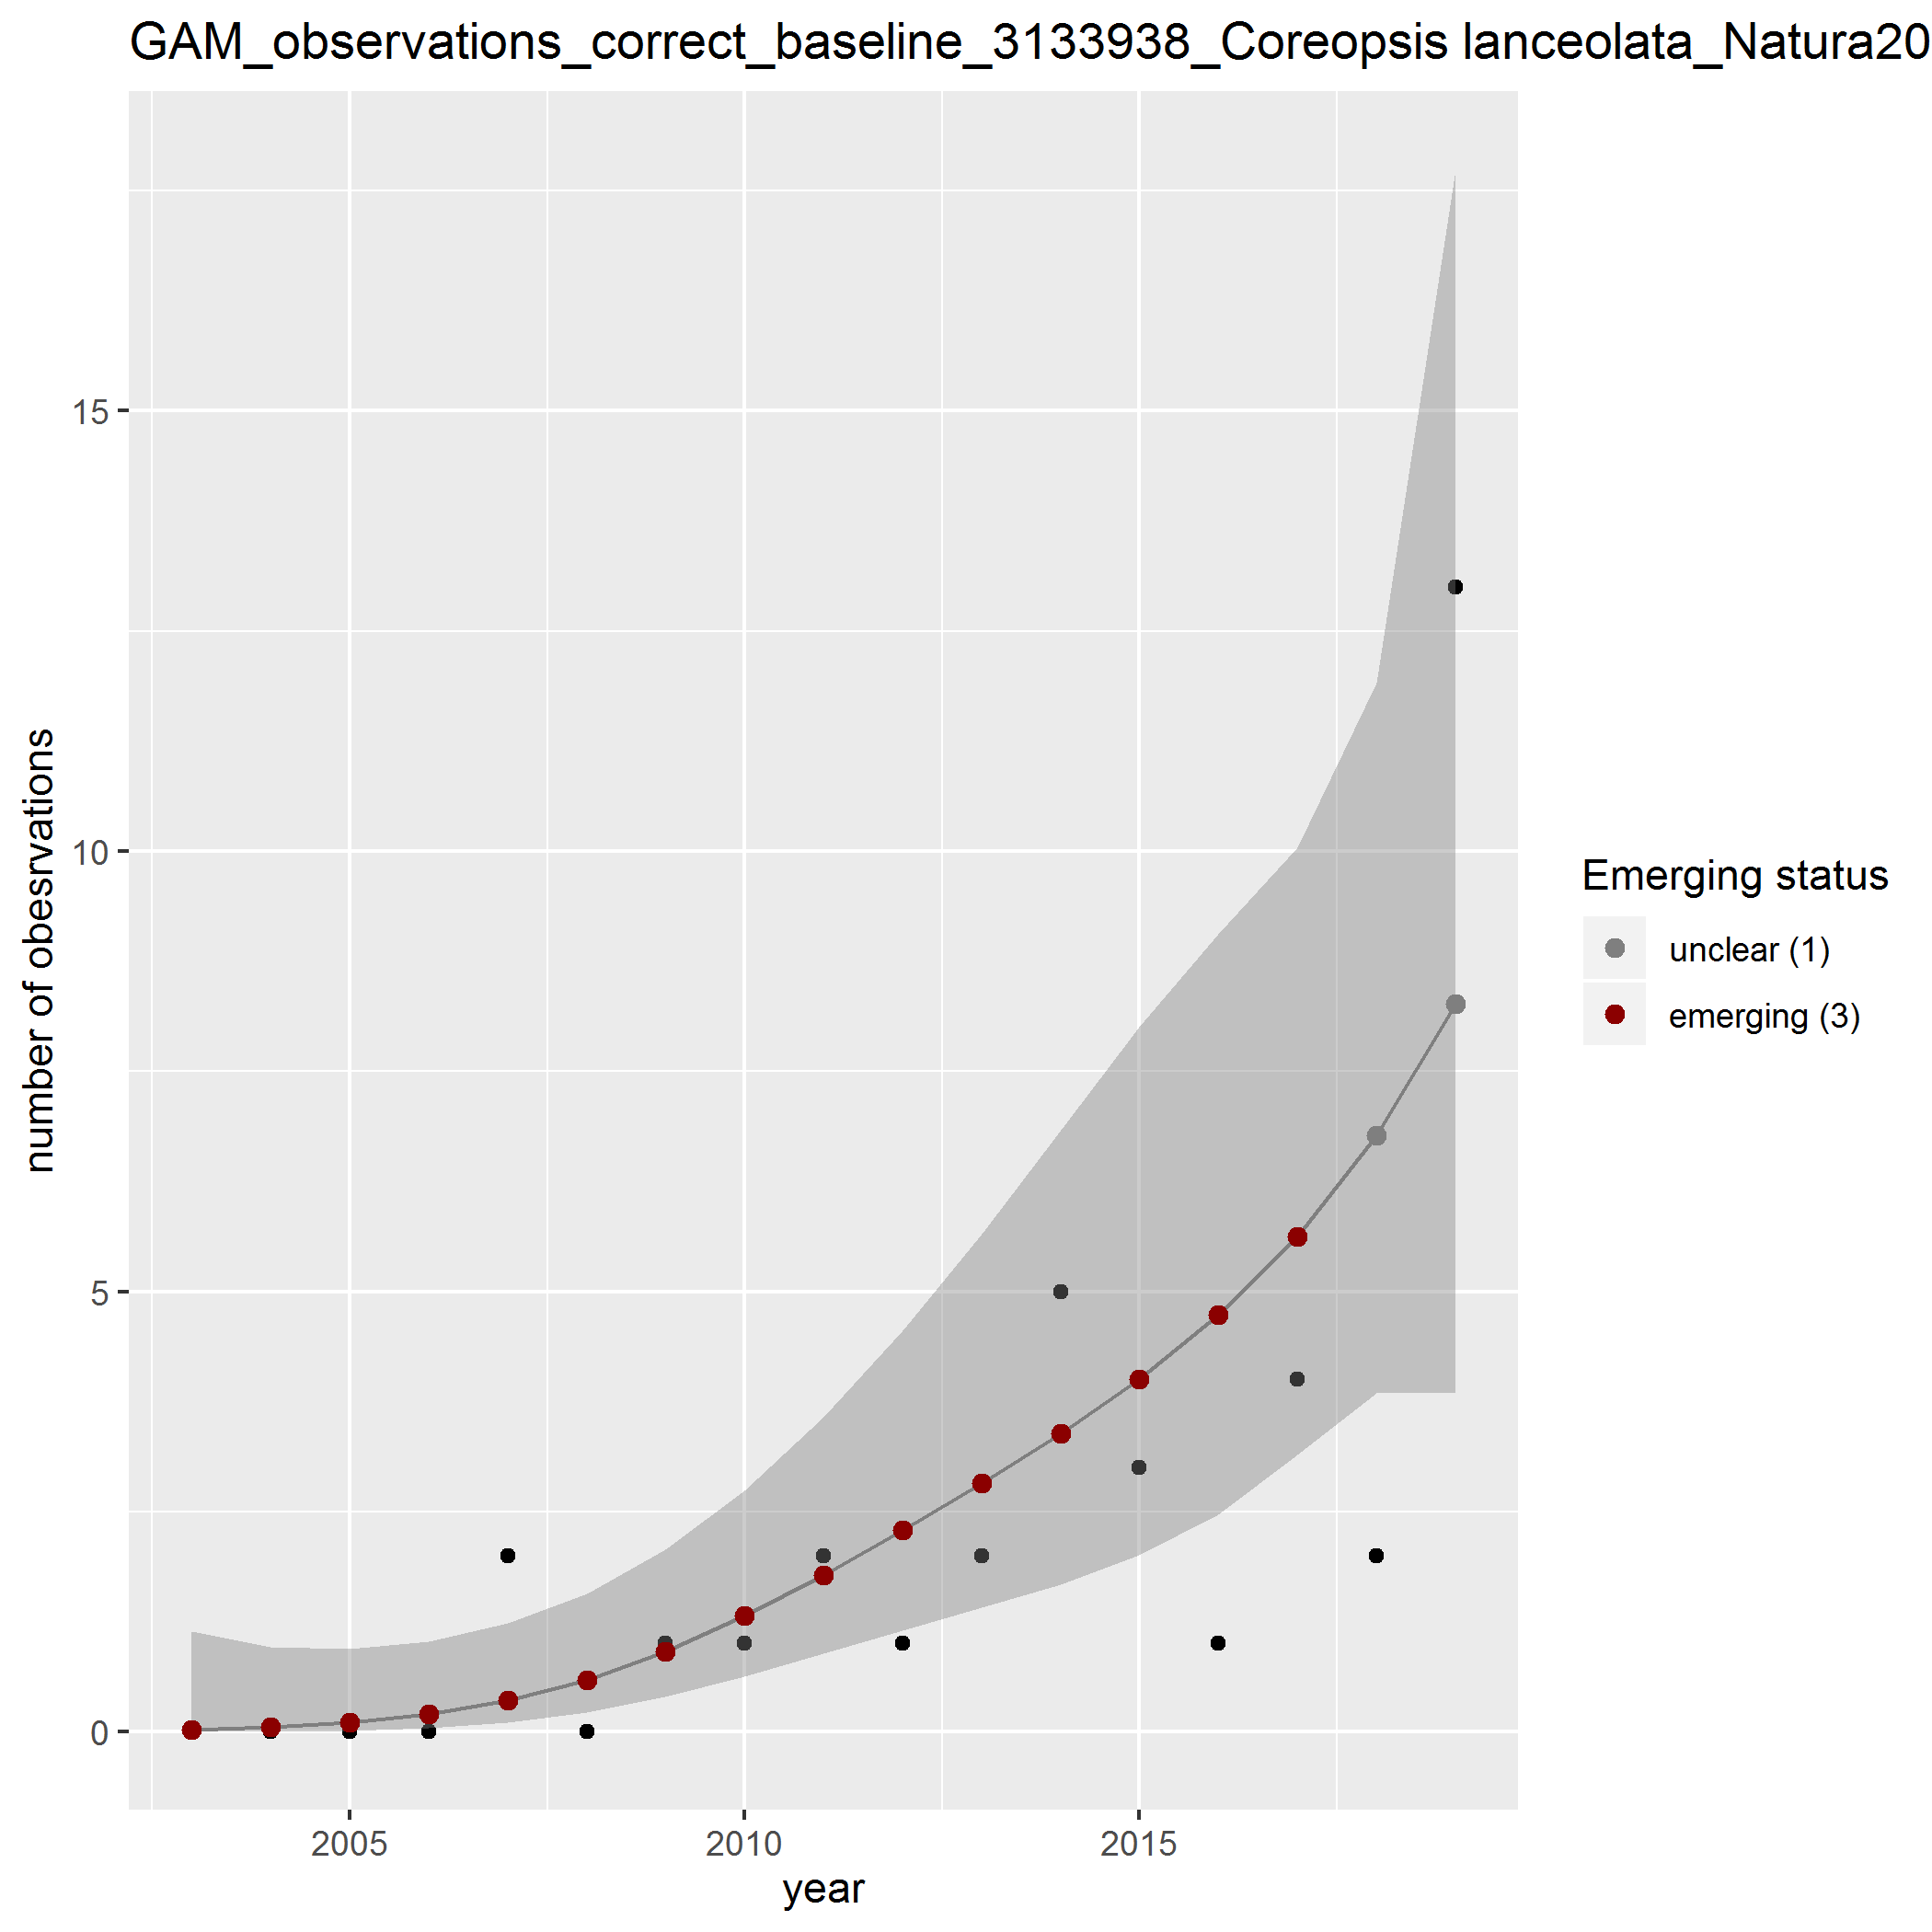 GAM_observations_correct_baseline_3133938_Coreopsis lanceolata_Natura20
15
10
5
0
number of obesrvations
2005
2010
2015
year
Emerging status
unclear (1)
emerging (3)